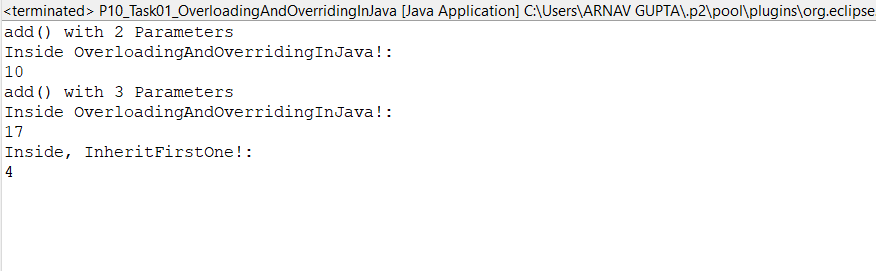 <terminated> P10_Task01_OverloadingAndOverridingInJava [Java Application] C:\Users\ARNAV GUPTA\.p2\pool\plugins\org.eclipse
add() with 2 Parameters
Inside OverloadingAndOverridingInJava!:
10
add() with 3 Parameters
Inside OverloadingAndOverridingInJava!:
17
Inside, InheritFirstOne!:
4